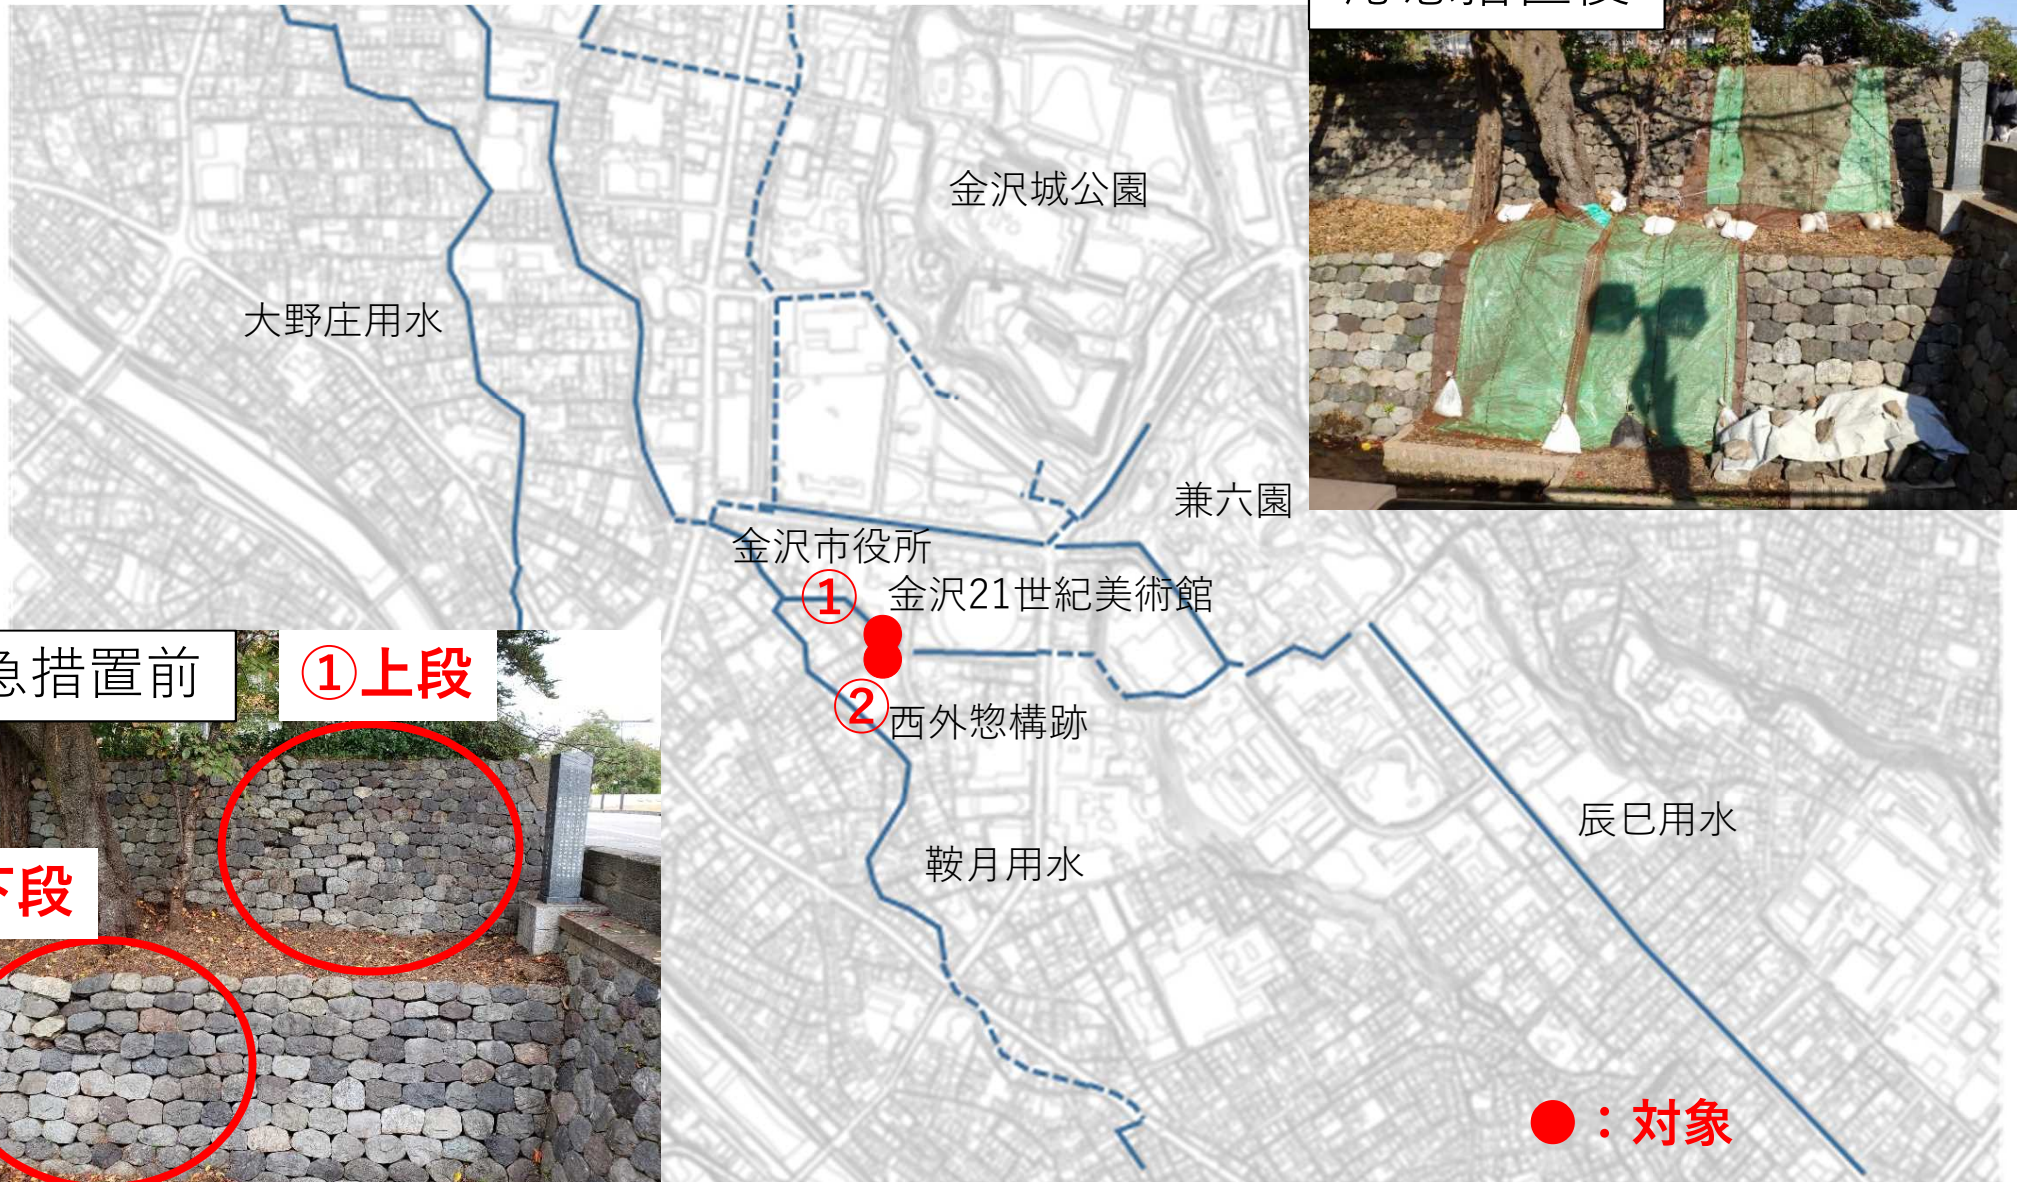 金沢城公園
大野庄用水
兼六園
金沢市役所
① 金沢21世紀美術館
急措置前
①上段
②
西外惣構跡
辰巳用水
鞍月用水
下段
●：対象